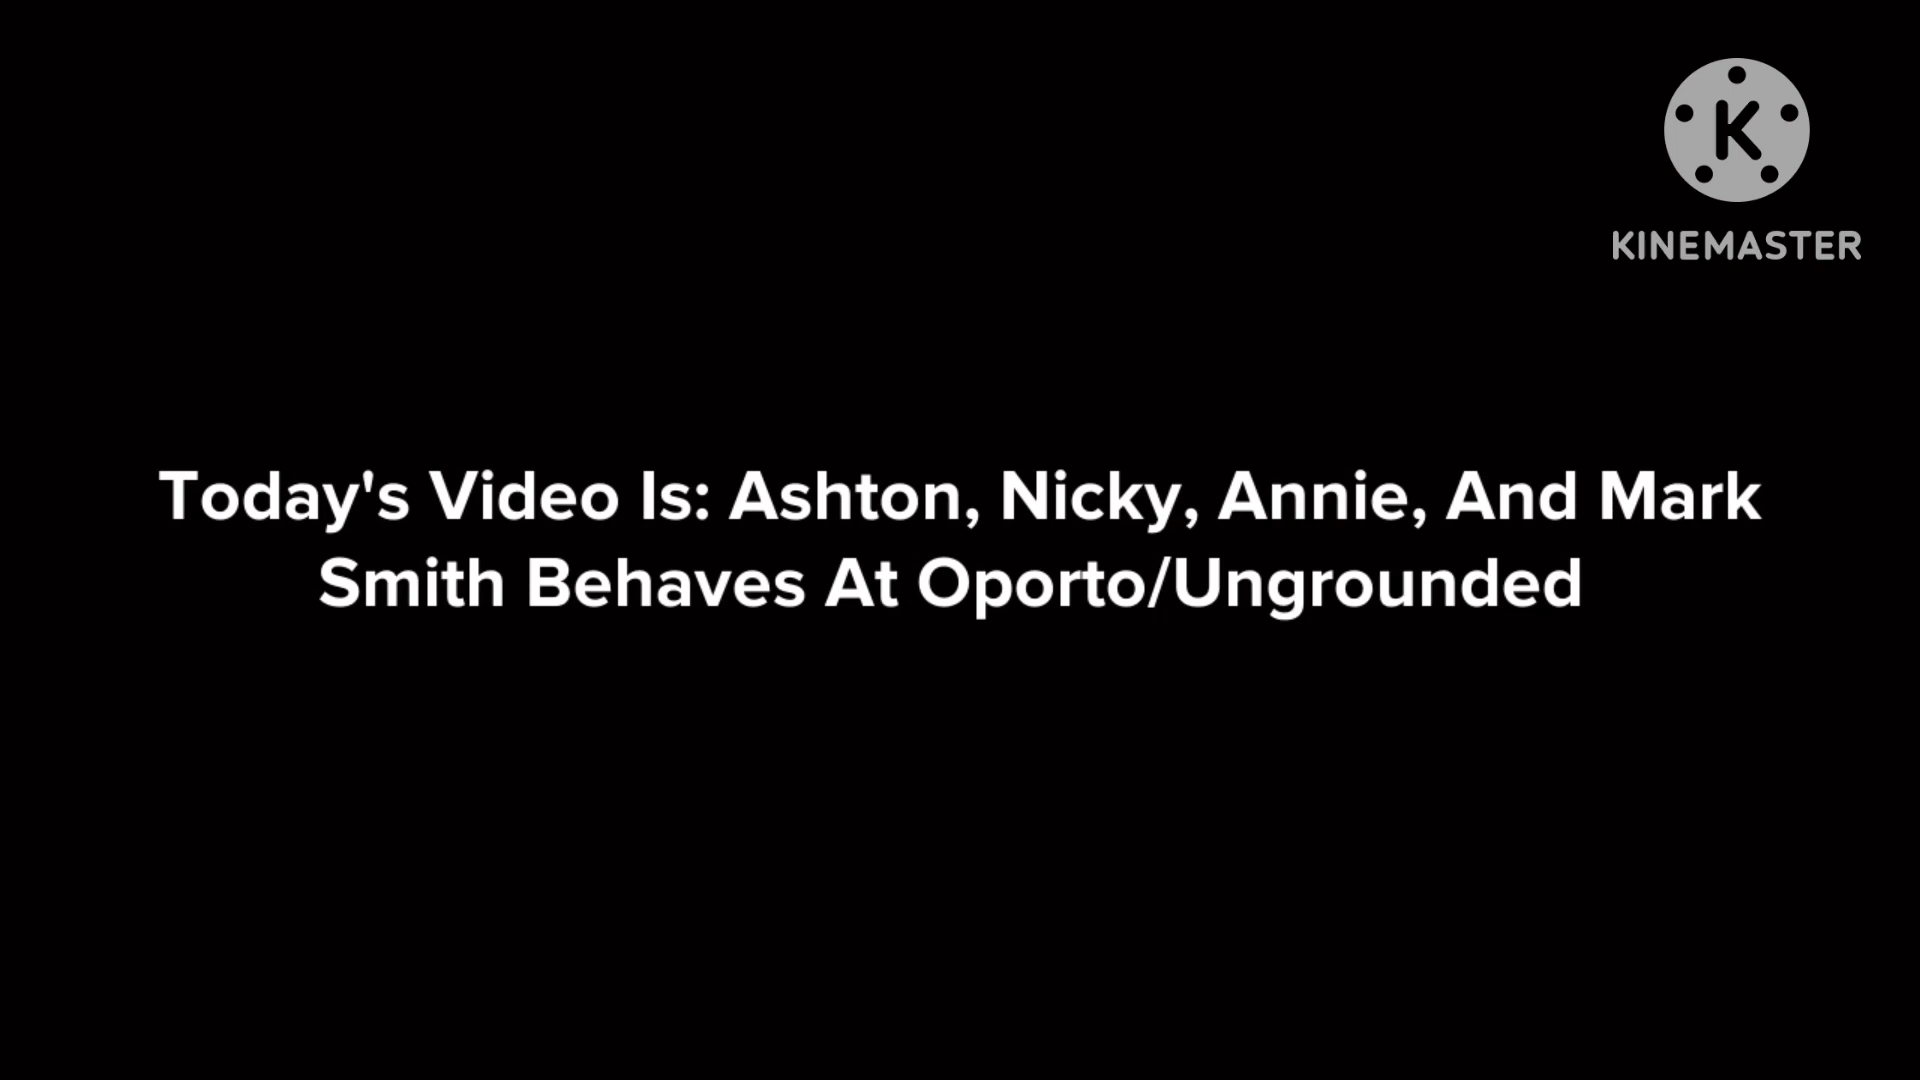 K
KINEMASTER
Today's Video Is: Ashton, Nicky, Annie, And Mark
Smith Behaves At Oporto/Ungrounded